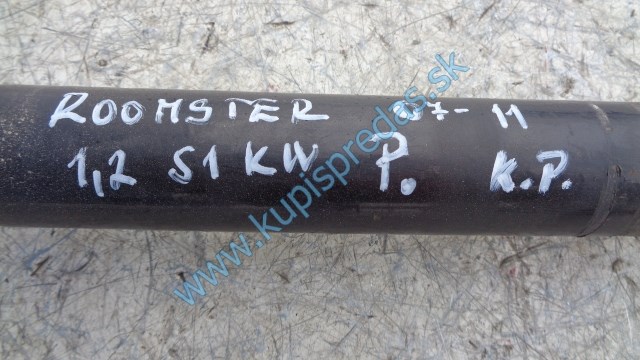 ROOMSTER 07-11
1,2 51 KW P. K.P.
www.kupispredas.sk